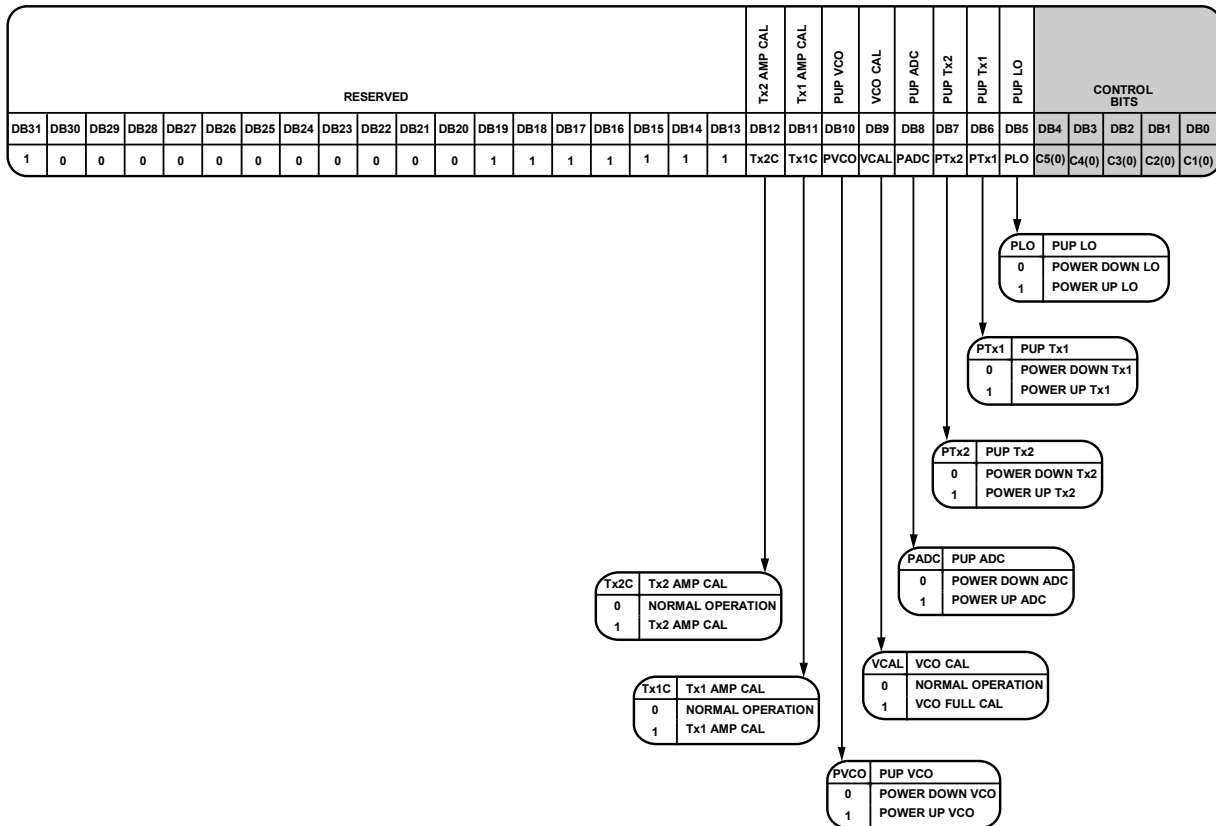 RESERVED
Tx2 AMP CAL
Tx1 AMP CAL
PUP VCO
VCO CAL
PUP ADC
PUP Tx2
PUP Tx1
PUP LO
CONTROL
BITS
DB31 DB30 DB29 DB28 DB27 DB26 DB25 DB24 DB23 DB22 DB21 DB20 DB19 DB18 DB17 DB16 DB15 DB14 DB13 DB12 DB11 DB10 DB9 DB8 DB7 DB6 DB5 DB4 DB3 DB2 DB1 DB0
1 0 0 0 0 0 0 0 0 0 0 0 1 1 1 1 1 1 1 Tx2C Tx1C PVCO VCAL PADC PTx2 PTx1 PLO C5(0) C4(0) C3(0) C2(0) C1(0)
PLO PUP LO
0 POWER DOWN LO
1 POWER UP LO
PTx1 PUP Tx1
0 POWER DOWN Tx1
1 POWER UP Tx1
PTx2 PUP Tx2
0 POWER DOWN Tx2
1 POWER UP Tx2
PADC PUP ADC
0 POWER DOWN ADC
1 POWER UP ADC
Tx2C Tx2 AMP CAL
0 NORMAL OPERATION
1 Tx2 AMP CAL
VCAL VCO CAL
0 NORMAL OPERATION
1 VCO FULL CAL
Tx1C Tx1 AMP CAL
0 NORMAL OPERATION
1 Tx1 AMP CAL
PVCO PUP VCO
0 POWER DOWN VCO
1 POWER UP VCO